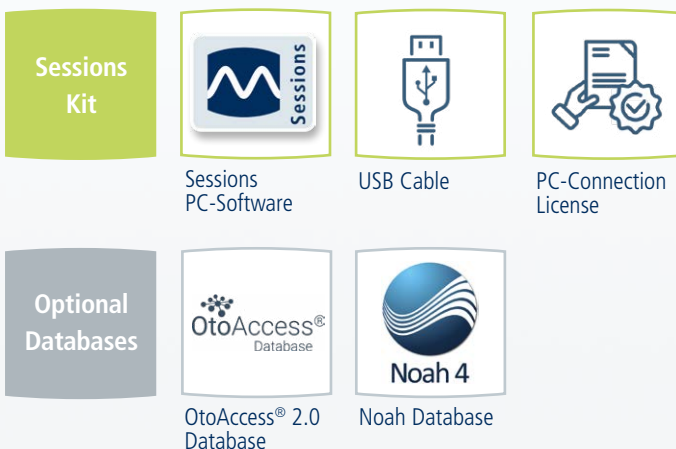 Sessions
Kit
Sessions
Sessions
PC-Software
USB Cable
PC-Connection
License
Optional
Databases
OtoAccess®
Database
Noah 4
OtoAccess® 2.0
Database
Noah Database